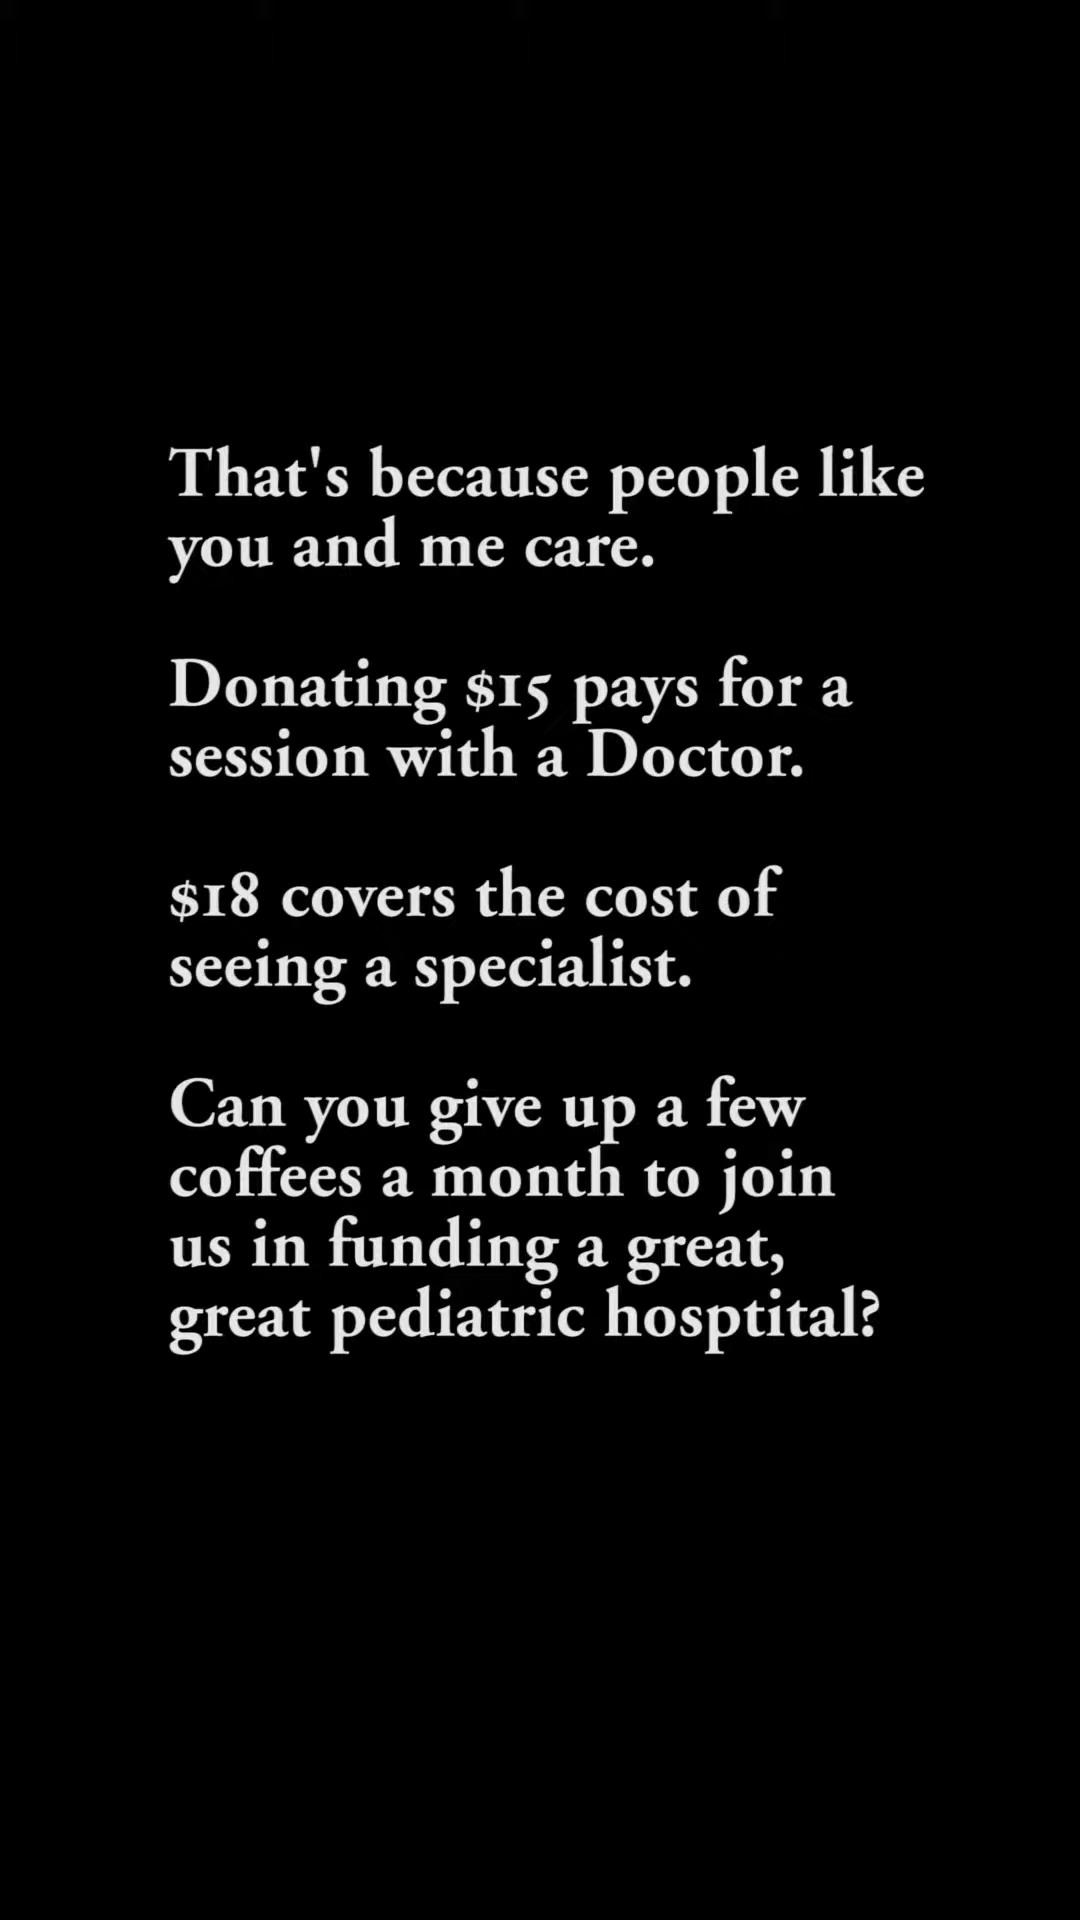 That's because people like
you and me care.
Donating $15 pays for a
session with a Doctor.
$18 covers the cost of
seeing a specialist.
Can you give up a few
coffees a month to join
us in funding a great,
great pediatric hosptital?